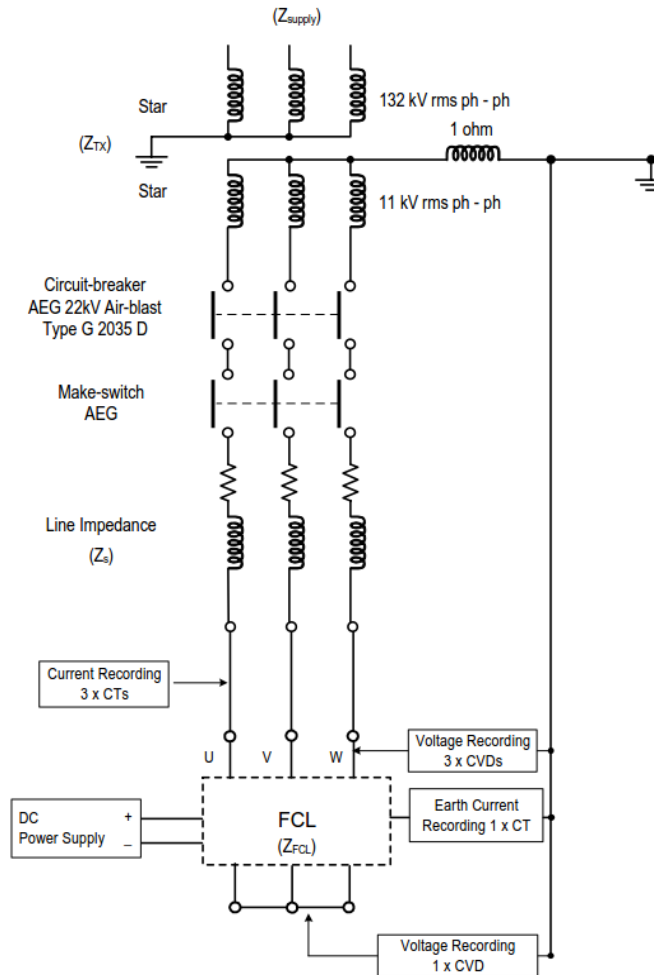 (Zsupply)
Star
132 kV rms ph - ph
1 ohm
(ZTX)
Star
11 kV rms ph - ph
Circuit-breaker
AEG 22kV Air-blast
Type G 2035 D
Make-switch
AEG
Line Impedance
(Zs)
Current Recording
3 x CTs
U
V
W
Voltage Recording
3 x CVDs
DC
Power Supply
+
–
FCL
(ZFCL)
Earth Current
Recording 1 x CT
Voltage Recording
1 x CVD